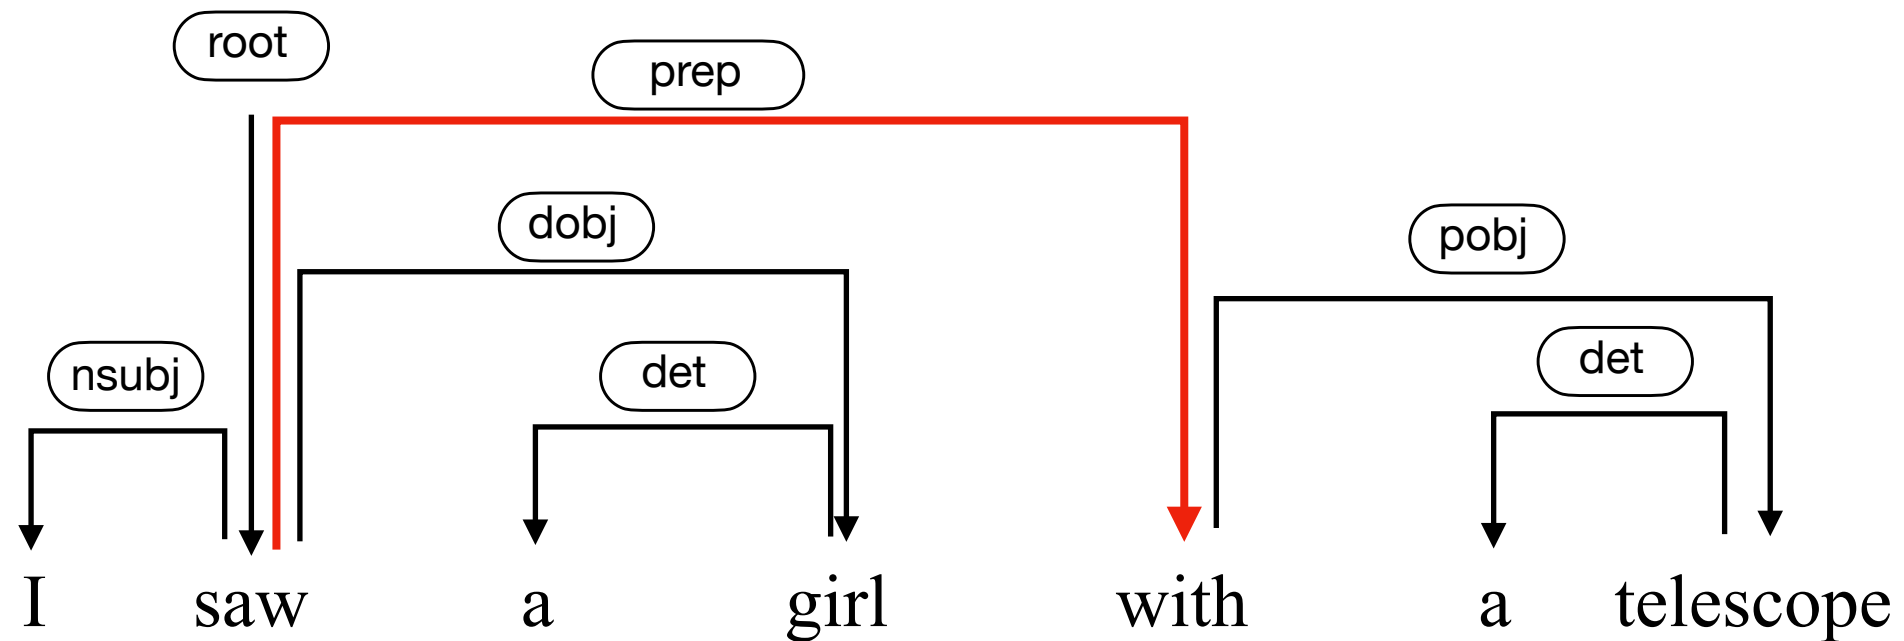 root
prep
dobj
pobj
nsubj
det
det
I saw a girl with a telescope